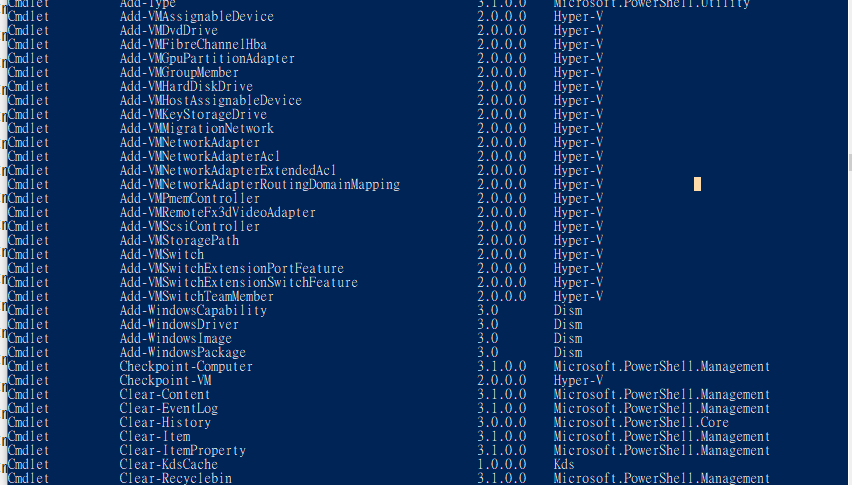 Cmdlet Add-Type 3.1.0.0 Microsoft.PowerShell.Utility
Cmdlet Add-VMAssignableDevice 2.0.0.0 Hyper-V
Cmdlet Add-VMDvdDrive 2.0.0.0 Hyper-V
Cmdlet Add-VMFibreChannelHba 2.0.0.0 Hyper-V
Cmdlet Add-VMGpuPartitionAdapter 2.0.0.0 Hyper-V
Cmdlet Add-VMGroupMember 2.0.0.0 Hyper-V
Cmdlet Add-VMHardDiskDrive 2.0.0.0 Hyper-V
Cmdlet Add-VMHostAssignableDevice 2.0.0.0 Hyper-V
Cmdlet Add-VMKeyStorageDrive 2.0.0.0 Hyper-V
Cmdlet Add-VMMigrationNetwork 2.0.0.0 Hyper-V
Cmdlet Add-VMNetworkAdapter 2.0.0.0 Hyper-V
Cmdlet Add-VMNetworkAdapterAcl 2.0.0.0 Hyper-V
Cmdlet Add-VMNetworkAdapterExtendedAcl 2.0.0.0 Hyper-V
Cmdlet Add-VMNetworkAdapterRoutingDomainMapping 2.0.0.0 Hyper-V
Cmdlet Add-VMPmemController 2.0.0.0 Hyper-V
Cmdlet Add-VMRemoteFx3dVideoAdapter 2.0.0.0 Hyper-V
Cmdlet Add-VMScsiController 2.0.0.0 Hyper-V
Cmdlet Add-VMStoragePath 2.0.0.0 Hyper-V
Cmdlet Add-VMSwitch 2.0.0.0 Hyper-V
Cmdlet Add-VMSwitchExtensionPortFeature 2.0.0.0 Hyper-V
Cmdlet Add-VMSwitchExtensionSwitchFeature 2.0.0.0 Hyper-V
Cmdlet Add-VMSwitchTeamMember 2.0.0.0 Hyper-V
Cmdlet Add-WindowsCapability 3.0 Dism
Cmdlet Add-WindowsDriver 3.0 Dism
Cmdlet Add-WindowsImage 3.0 Dism
Cmdlet Add-WindowsPackage 3.0 Dism
Cmdlet Checkpoint-Computer 3.1.0.0 Microsoft.PowerShell.Management
Cmdlet Checkpoint-VM 2.0.0.0 Hyper-V
Cmdlet Clear-Content 3.1.0.0 Microsoft.PowerShell.Management
Cmdlet Clear-EventLog 3.1.0.0 Microsoft.PowerShell.Management
Cmdlet Clear-History 3.0.0.0 Microsoft.PowerShell.Core
Cmdlet Clear-Item 3.1.0.0 Microsoft.PowerShell.Management
Cmdlet Clear-ItemProperty 3.1.0.0 Microsoft.PowerShell.Management
Cmdlet Clear-KdsCache 1.0.0.0 Kds
Cmdlet Clear-Recyclebin 3.1.0.0 Microsoft.PowerShell.Management